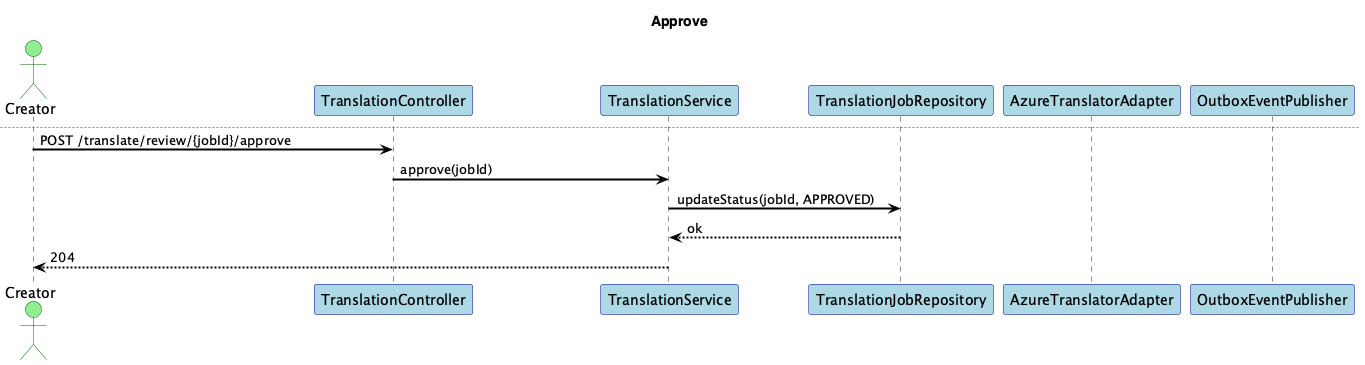 Approve
Creator
TranslationController
TranslationService
TranslationJobRepository
AzureTranslatorAdapter
OutboxEventPublisher
POST /translate/review/{jobId}/approve
approve(jobId)
updateStatus(jobId, APPROVED)
ok
204
Creator
TranslationController
TranslationService
TranslationJobRepository
AzureTranslatorAdapter
OutboxEventPublisher